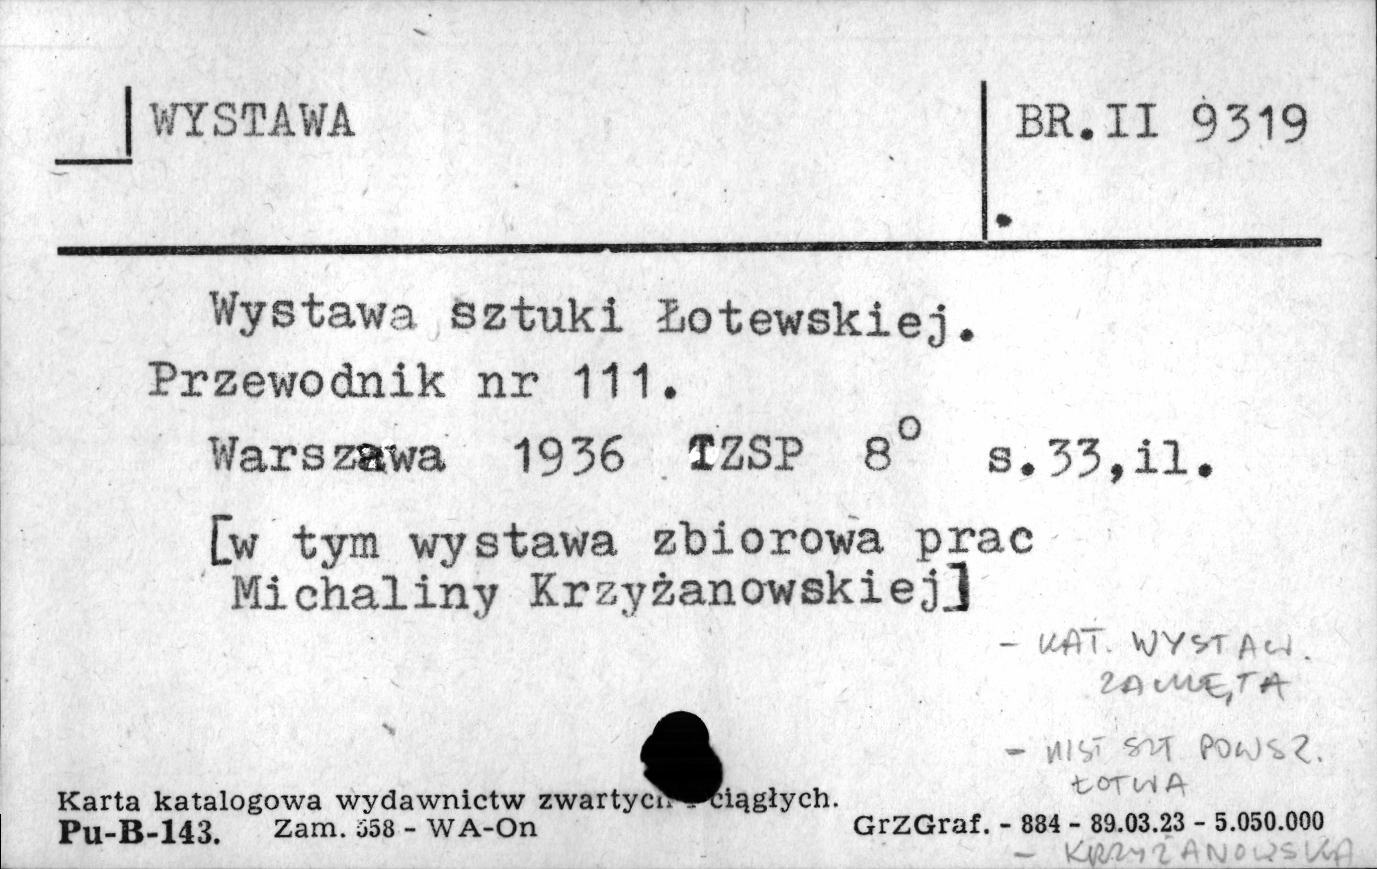 WYSTAWA BR.II 9319
Wystawa sztuki Łotewskiej.
Przewodnik nr 111.
Warszawa 1936 TZSP 8° s.33,il.
[w tym wystawa zbiorowa prac
Michaliny Krzyżanowskiej]
- KAT. WYSTAW.
ZACHĘTA
- HIST SZT POWSZ.
ŁOTWA
Karta katalogowa wydawnictw zwartych i ciągłych.
Pu-B-143. Zam. 558 - WA-On GrZGraf. - 884 - 89.03.23 - 5.050.000
- KRZYŻANOWSKA